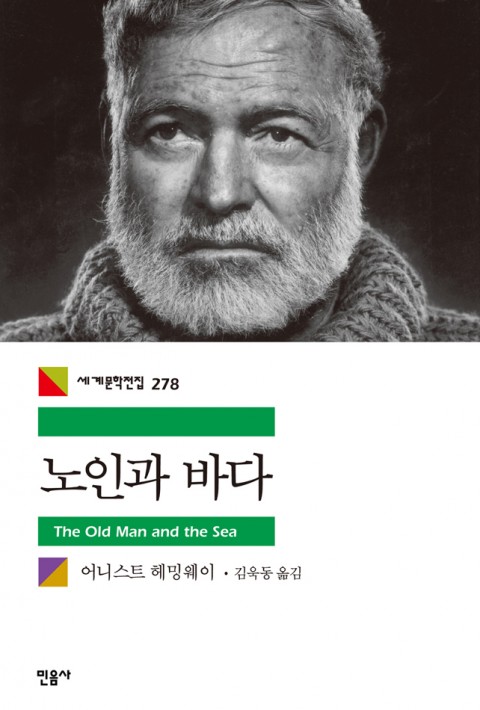 세계문학전집 278
노인과 바다
The Old Man and the Sea
어니스트 헤밍웨이 • 김욱동 옮김
민음사